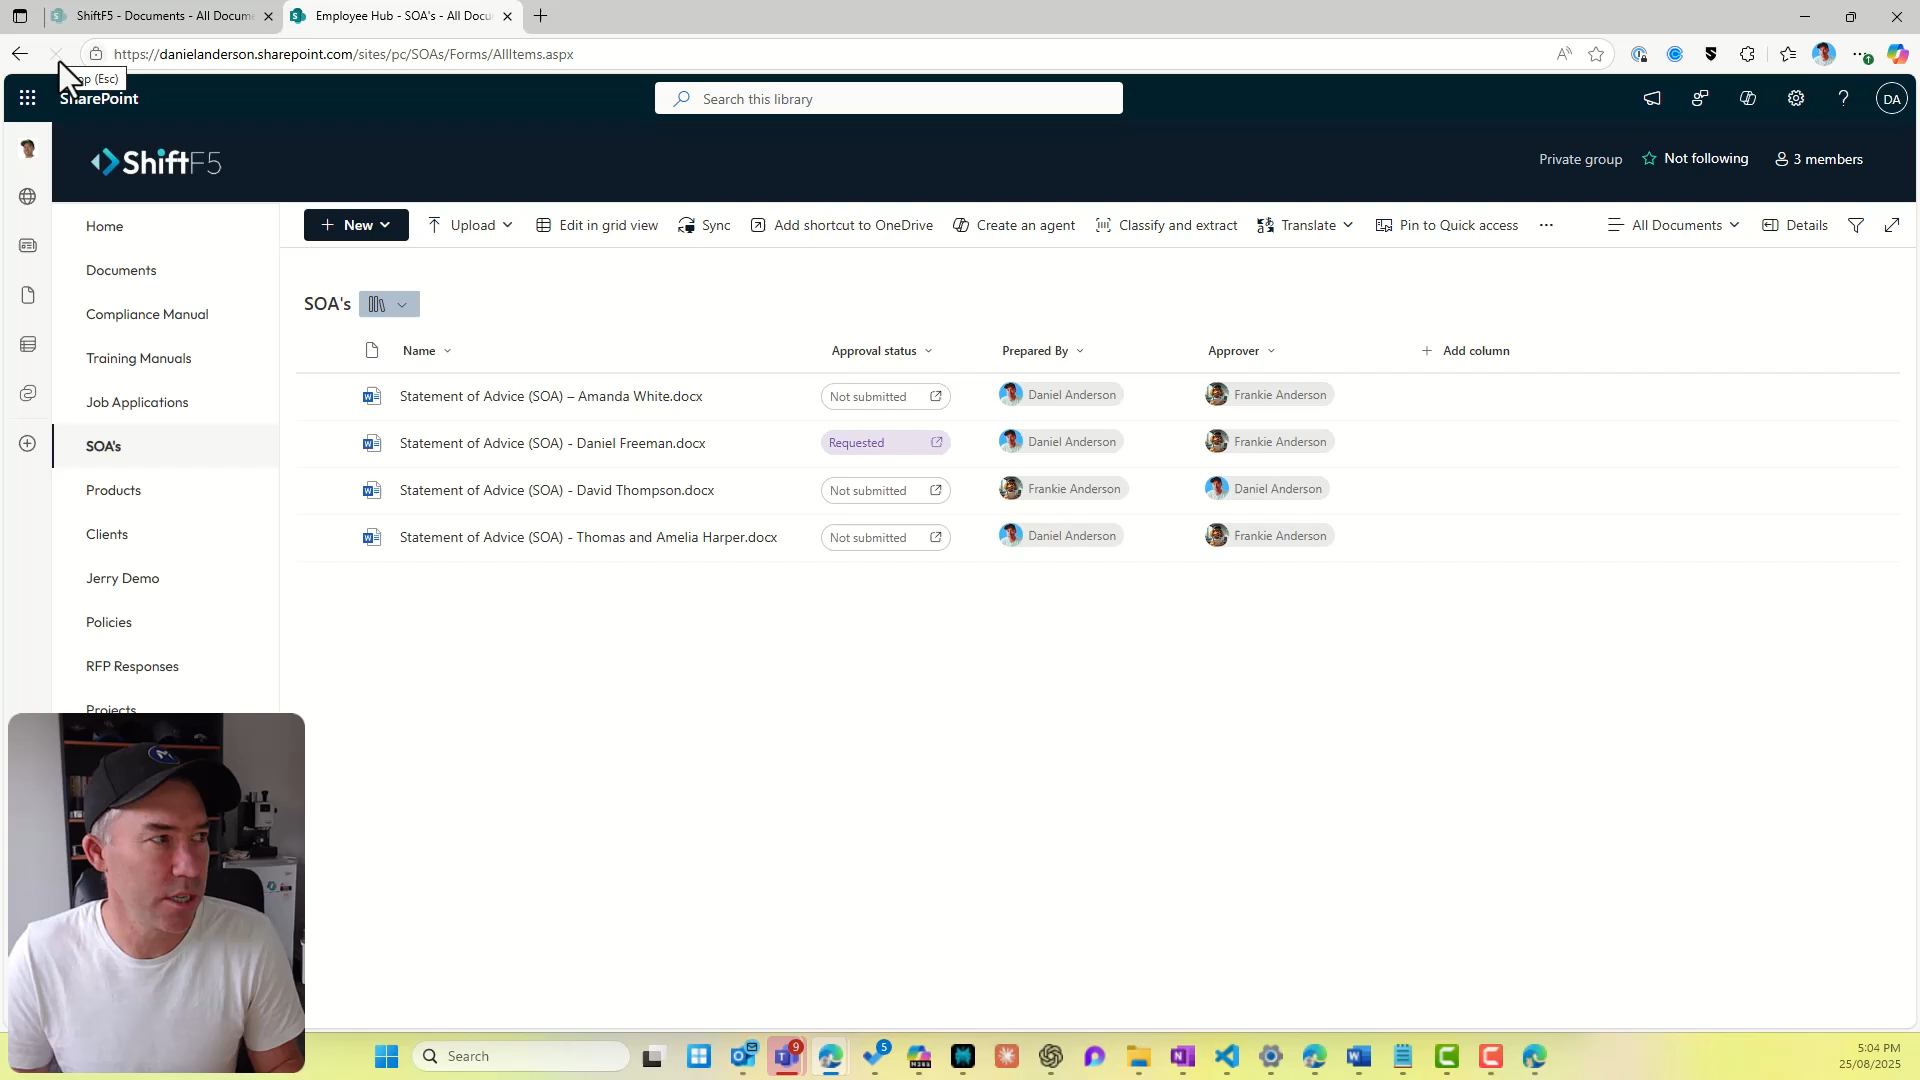 ShiftF5 - Documents - All Docume
Employee Hub - SOA's - All Docu
https://danielanderson.sharepoint.com/sites/pc/SOAs/Forms/AllItems.aspx
op (Esc)
SharePoint
Search this library
DA
ShiftF5
Private group
Not following
3 members
New
Upload
Edit in grid view
Sync
Add shortcut to OneDrive
Create an agent
Classify and extract
Translate
Pin to Quick access
All Documents
Details
Home
Documents
Compliance Manual
Training Manuals
Job Applications
SOA's
Products
Clients
Jerry Demo
Policies
RFP Responses
Projects
SOA's
Name Approval status Prepared By Approver Add column
Statement of Advice (SOA) – Amanda White.docx Not submitted Daniel Anderson Frankie Anderson
Statement of Advice (SOA) - Daniel Freeman.docx Requested Daniel Anderson Frankie Anderson
Statement of Advice (SOA) - David Thompson.docx Not submitted Frankie Anderson Daniel Anderson
Statement of Advice (SOA) - Thomas and Amelia Harper.docx Not submitted Daniel Anderson Frankie Anderson
Search
9
5
5:04 PM
25/08/2025